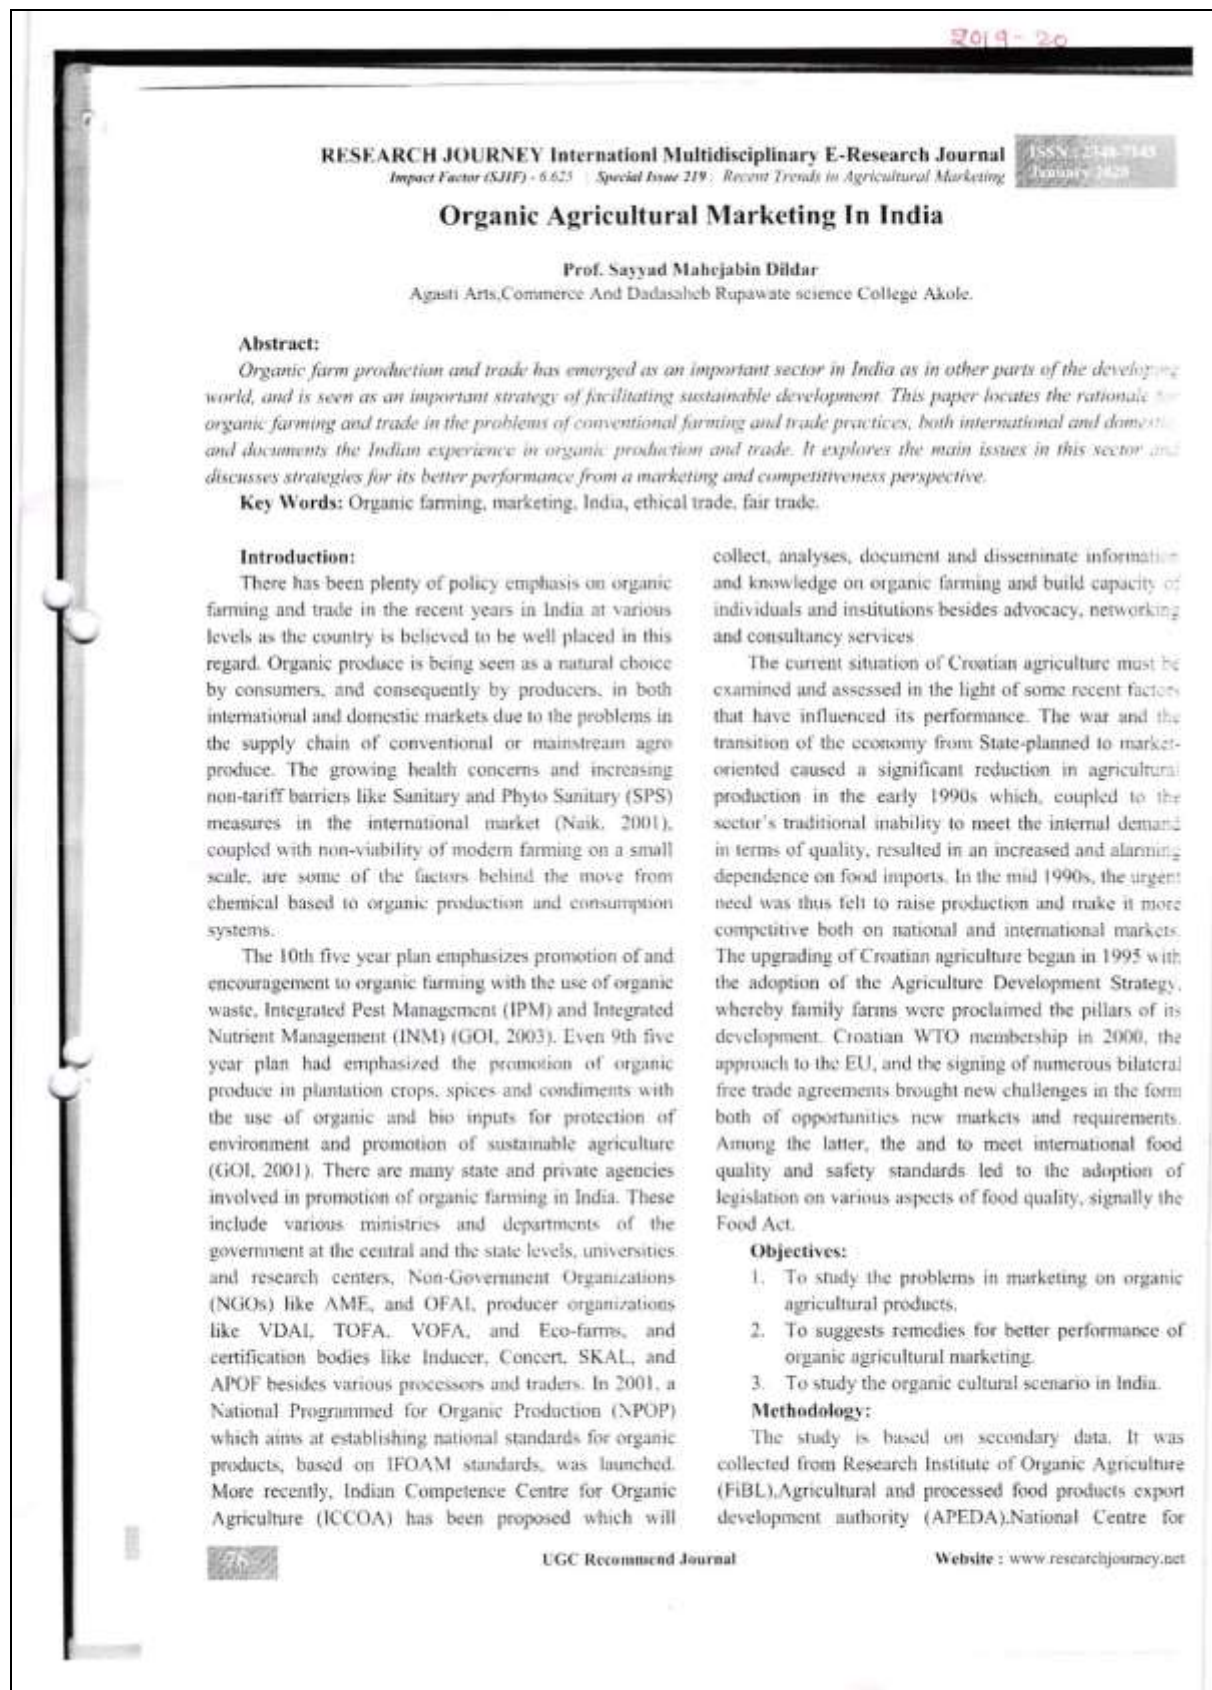 2019-20
RESEARCH JOURNEY Internationl Multidisciplinary E-Research Journal
Impact Factor (SJIF) - 6.625 | Special Issue 219 : Recent Trends in Agricultural Marketing
January 2020
Organic Agricultural Marketing In India
Prof. Sayyad Mahejabin Dildar
Agasti Arts,Commerce And Dadasaheb Rupawate science College Akole.
Abstract:
Organic farm production and trade has emerged as an important sector in India as in other parts of the developing
world, and is seen as an important strategy of facilitating sustainable development. This paper locates the rationale for
organic farming and trade in the problems of conventional farming and trade practices, both international and domestic
and documents the Indian experience in organic production and trade. It explores the main issues in this sector and
discusses strategies for its better performance from a marketing and competitiveness perspective.
Key Words: Organic farming, marketing, India, ethical trade, fair trade.
Introduction:
There has been plenty of policy emphasis on organic
farming and trade in the recent years in India at various
levels as the country is believed to be well placed in this
regard. Organic produce is being seen as a natural choice
by consumers, and consequently by producers, in both
international and domestic markets due to the problems in
the supply chain of conventional or mainstream agro
produce. The growing health concerns and increasing
non-tariff barriers like Sanitary and Phyto Sanitary (SPS)
measures in the international market (Naik, 2001),
coupled with non-viability of modern farming on a small
scale, are some of the factors behind the move from
chemical based to organic production and consumption
systems.
The 10th five year plan emphasizes promotion of and
encouragement to organic farming with the use of organic
waste, Integrated Pest Management (IPM) and Integrated
Nutrient Management (INM) (GOI, 2003). Even 9th five
year plan had emphasized the promotion of organic
produce in plantation crops, spices and condiments with
the use of organic and bio inputs for protection of
environment and promotion of sustainable agriculture
(GOI, 2001). There are many state and private agencies
involved in promotion of organic farming in India. These
include various ministries and departments of the
government at the central and the state levels, universities
and research centers, Non-Government Organizations
(NGOs) like AME, and OFAI, producer organizations
like VDAI, TOFA, VOFA, and Eco-farms, and
certification bodies like Inducer, Concert, SKAL, and
APOF besides various processors and traders. In 2001, a
National Programmed for Organic Production (NPOP)
which aims at establishing national standards for organic
products, based on IFOAM standards, was launched.
More recently, Indian Competence Centre for Organic
Agriculture (ICCOA) has been proposed which will
collect, analyses, document and disseminate information
and knowledge on organic farming and build capacity of
individuals and institutions besides advocacy, networking
and consultancy services
The current situation of Croatian agriculture must be
examined and assessed in the light of some recent factors
that have influenced its performance. The war and the
transition of the economy from State-planned to market-
oriented caused a significant reduction in agricultural
production in the early 1990s which, coupled to the
sector's traditional inability to meet the internal demand
in terms of quality, resulted in an increased and alarming
dependence on food imports. In the mid 1990s, the urgent
need was thus felt to raise production and make it more
competitive both on national and international markets.
The upgrading of Croatian agriculture began in 1995 with
the adoption of the Agriculture Development Strategy,
whereby family farms were proclaimed the pillars of its
development. Croatian WTO membership in 2000, the
approach to the EU, and the signing of numerous bilateral
free trade agreements brought new challenges in the form
both of opportunities new markets and requirements.
Among the latter, the and to meet international food
quality and safety standards led to the adoption of
legislation on various aspects of food quality, signally the
Food Act.
Objectives:
1. To study the problems in marketing on organic
agricultural products.
2. To suggests remedies for better performance of
organic agricultural marketing.
3. To study the organic cultural scenario in India.
Methodology:
The study is based on secondary data. It was
collected from Research Institute of Organic Agriculture
(FiBL),Agricultural and processed food products export
development authority (APEDA),National Centre for
76
UGC Recommend Journal
Website : www.researchjourney.net